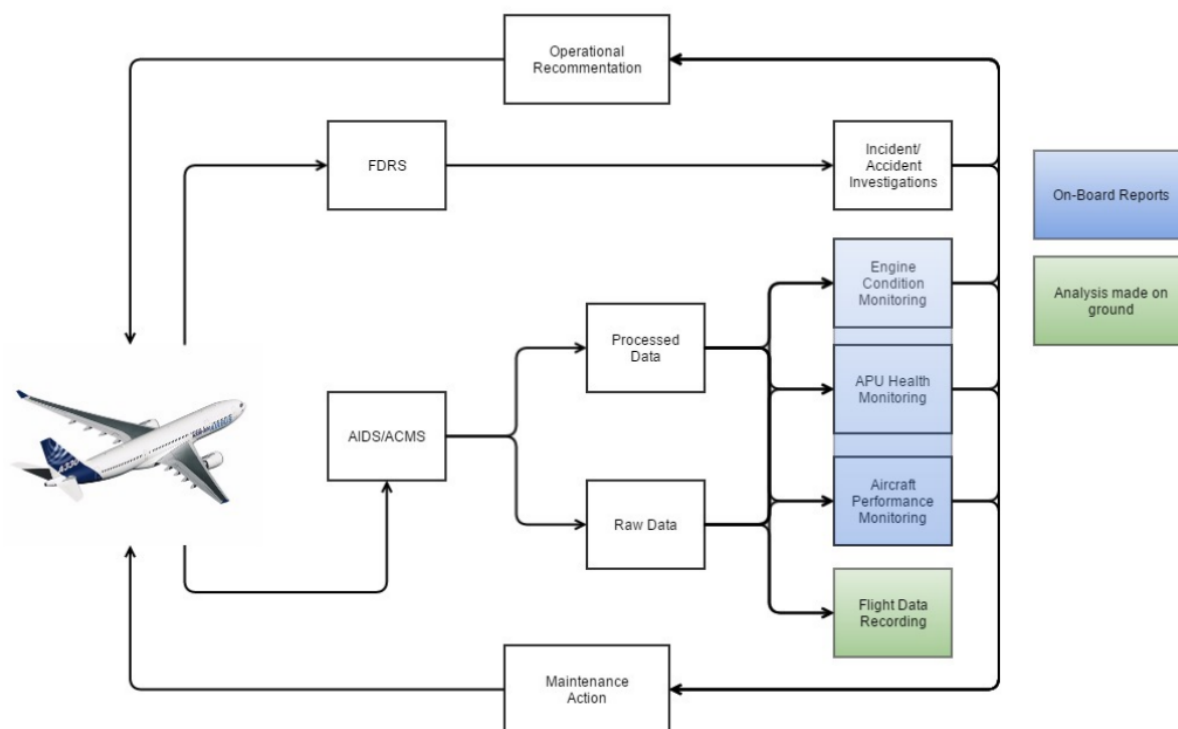 Operational
Recommentation
FDRS
Incident/
Accident
Investigations
On-Board Reports
Engine
Condition
Monitoring
Analysis made on
ground
Processed
Data
APU Health
Monitoring
AIDS/ACMS
Aircraft
Performance
Monitoring
Raw Data
Flight Data
Recording
Maintenance
Action